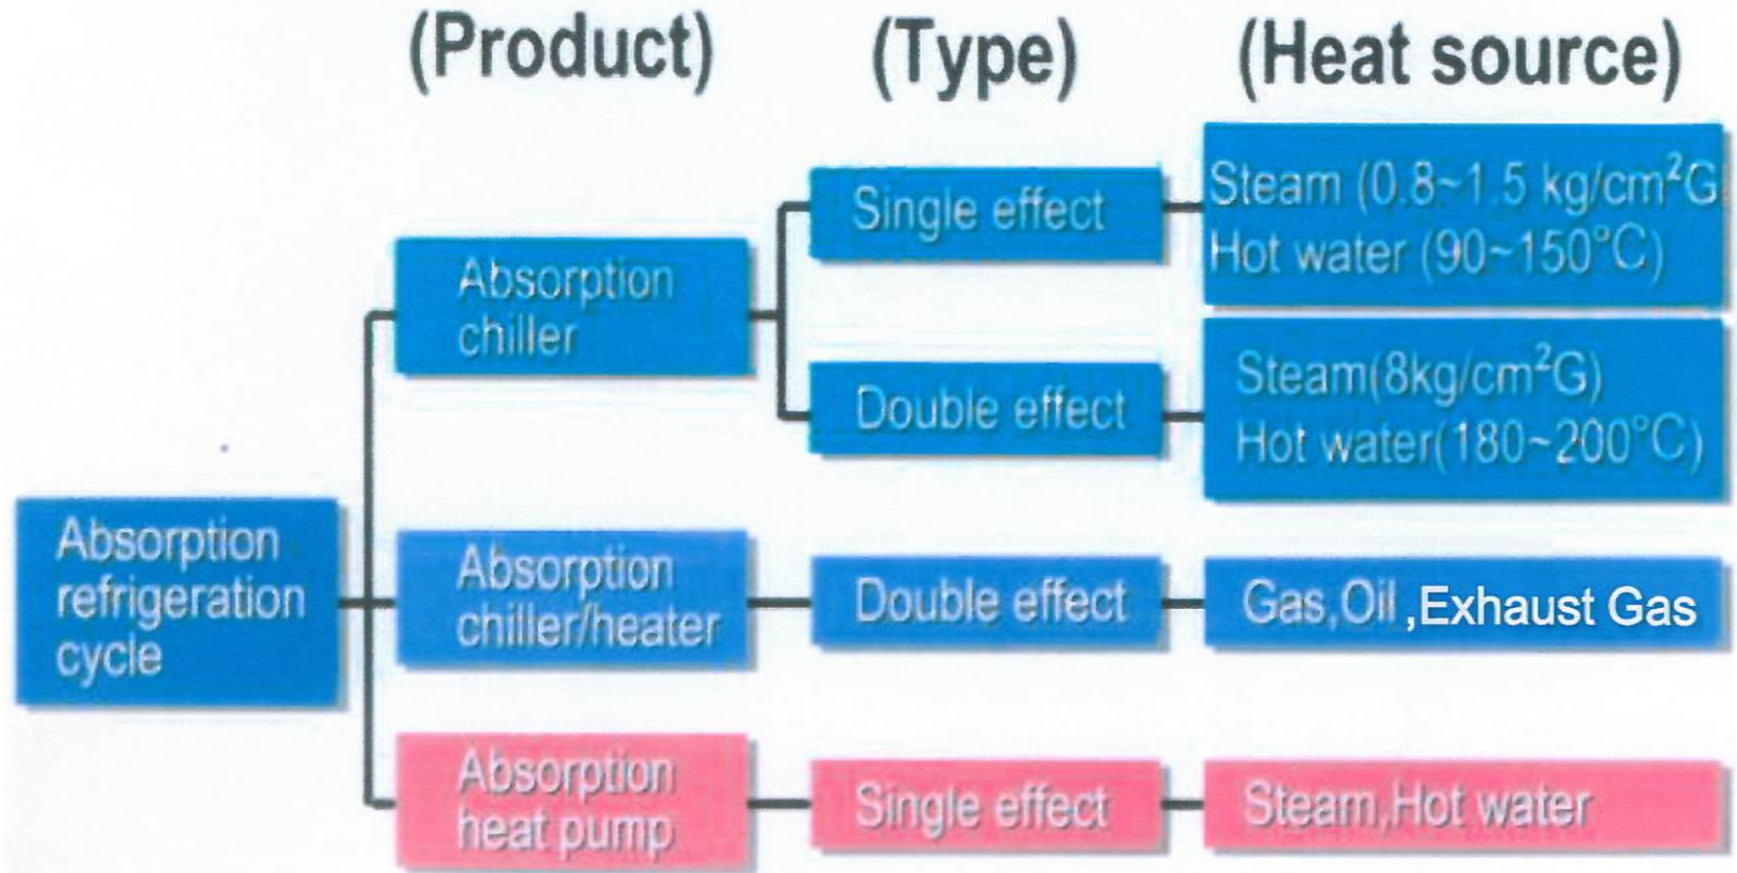 (Product) (Type) (Heat source)
Single effect
Steam (0.8~1.5 kg/cm²G
Hot water (90~150°C)
Absorption
chiller
Double effect
Steam(8kg/cm²G)
Hot water(180~200°C)
Absorption
refrigeration
cycle
Absorption
chiller/heater
Double effect
Gas,Oil ,Exhaust Gas
Absorption
heat pump
Single effect
Steam,Hot water